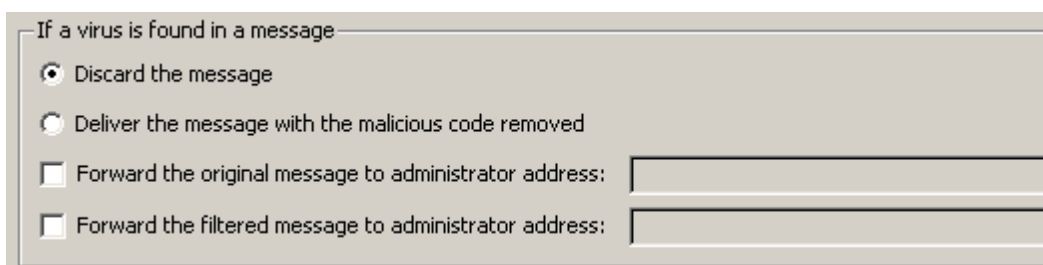 If a virus is found in a message
Discard the message
Deliver the message with the malicious code removed
Forward the original message to administrator address:
Forward the filtered message to administrator address: